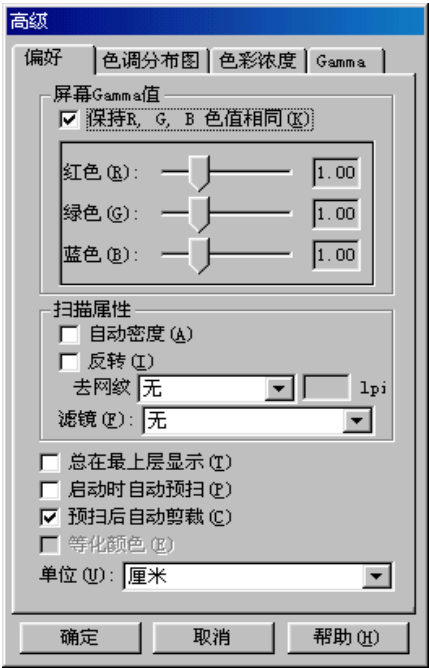 高级
偏好 色调分布图 色彩浓度 Gamma
屏幕Gamma值
保持R, G, B 色值相同(K)
红色(R): 1.00
绿色(G): 1.00
蓝色(B): 1.00
扫描属性
自动密度(A)
反转(I)
去网纹 无 lpi
滤镜(F): 无
总在最上层显示(T)
启动时自动预扫(P)
预扫后自动剪裁(C)
等化颜色(E)
单位(U): 厘米
确定 取消 帮助(H)